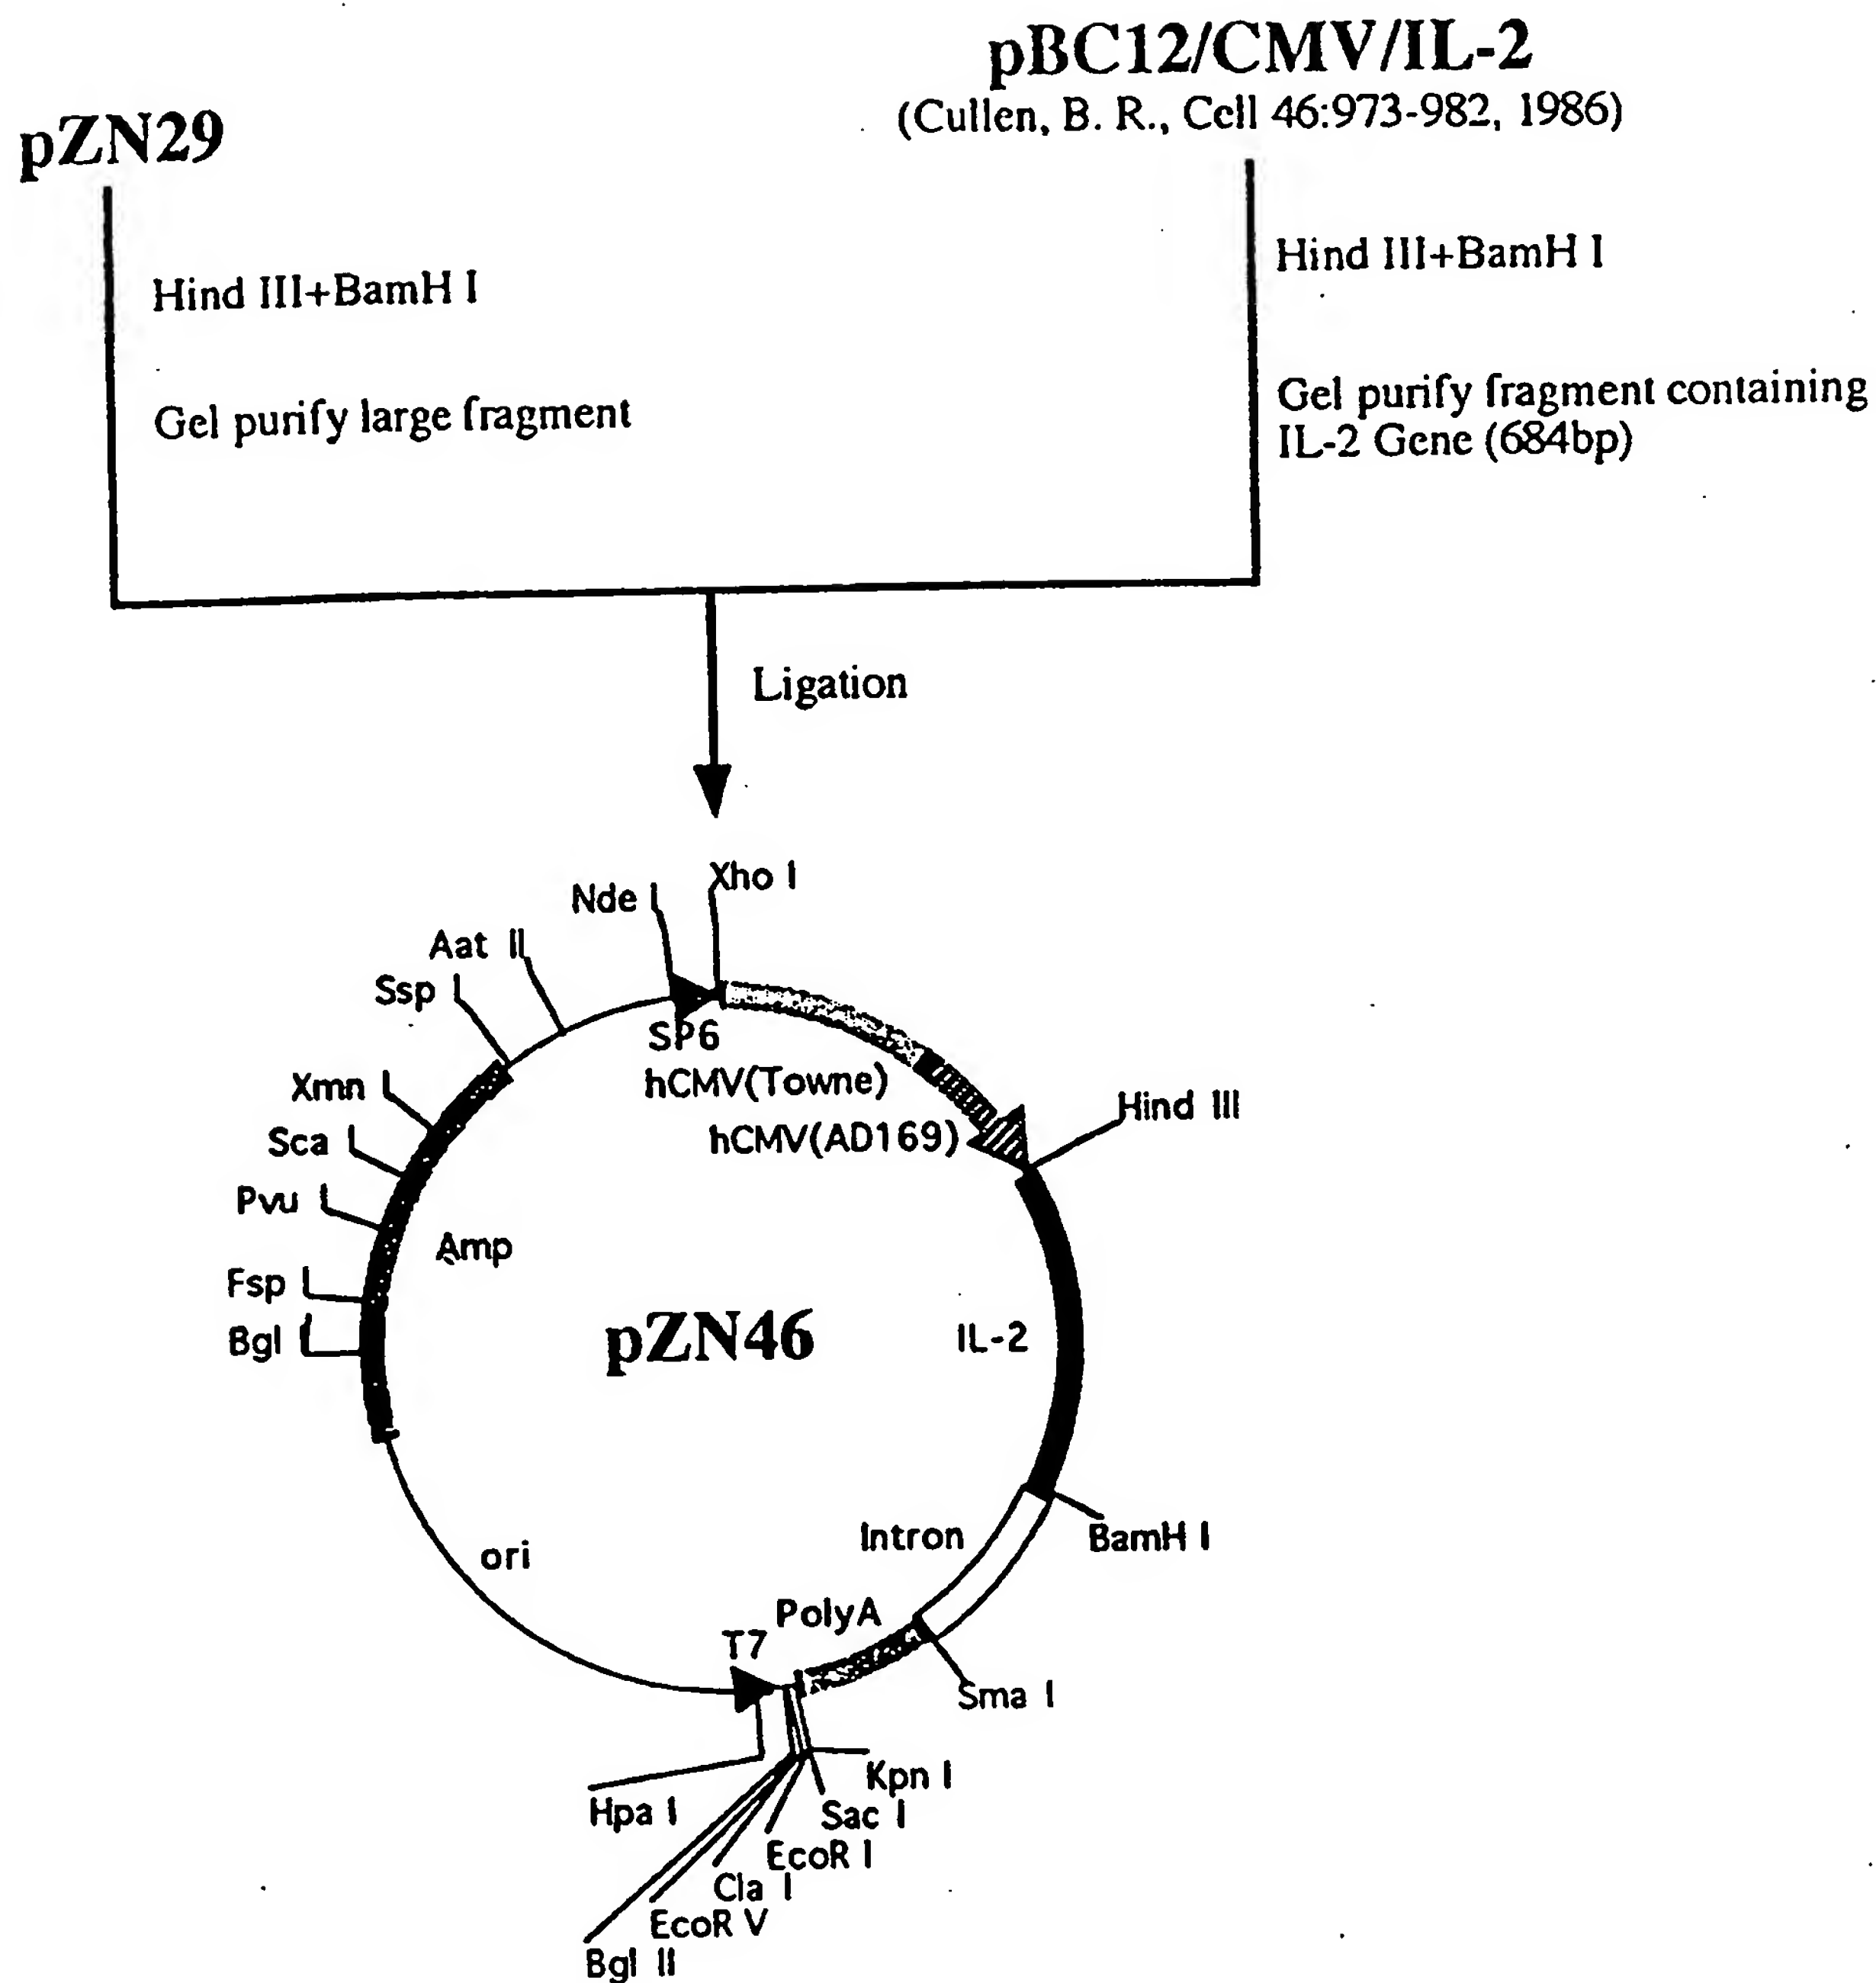 pBC12/CMV/IL-2
(Cullen, B. R., Cell 46:973-982, 1986)
pZN29
Hind III+BamH I
Gel purify large fragment
Hind III+BamH I
Gel purify fragment containing
IL-2 Gene (684bp)
Ligation
Xho I
Nde I
Aat II
Ssp I
Xmn I
Sca I
Pvu I
Fsp I
Bgl I
SP6
hCMV(Towne)
hCMV(AD169)
Hind III
Amp
pZN46
IL-2
BamH I
Intron
ori
PolyA
T7
Sma I
Kpn I
Hpa I
Sac I
EcoR I
Cla I
EcoR V
Bgl II